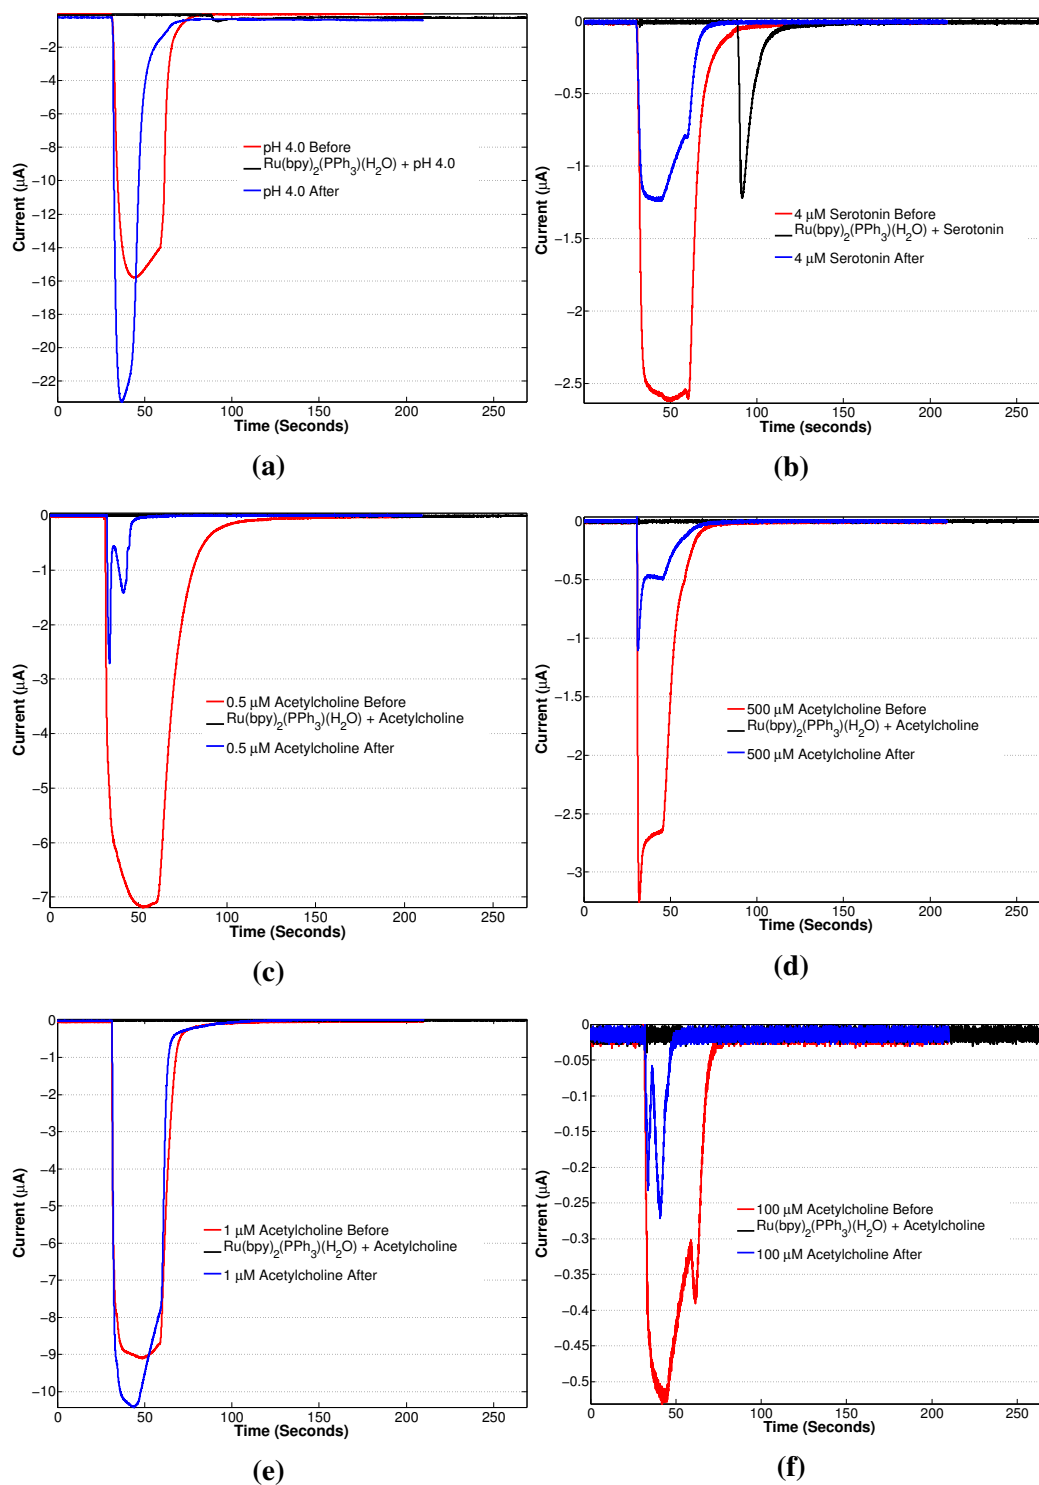 −2
−4
−6
−8
−10
−12
−14
−16
−18
−20
−22
Current (µA)
pH 4.0 Before
Ru(bpy)2(PPh3)(H2O) + pH 4.0
pH 4.0 After
0 50 100 150 200 250
Time (Seconds)
(a)
0
−0.5
−1
−1.5
−2
−2.5
Current (µA)
4 µM Serotonin Before
Ru(bpy)2(PPh3)(H2O) + Serotonin
4 µM Serotonin After
0 50 100 150 200 250
Time (seconds)
(b)
0
−1
−2
−3
−4
−5
−6
−7
Current (µA)
0.5 µM Acetylcholine Before
Ru(bpy)2(PPh3)(H2O) + Acetylcholine
0.5 µM Acetylcholine After
0 50 100 150 200 250
Time (Seconds)
(c)
0
−0.5
−1
−1.5
−2
−2.5
−3
Current (µA)
500 µM Acetylcholine Before
Ru(bpy)2(PPh3)(H2O) + Acetylcholine
500 µM Acetylcholine After
0 50 100 150 200 250
Time (Seconds)
(d)
0
−1
−2
−3
−4
−5
−6
−7
−8
−9
−10
Current (µA)
1 µM Acetylcholine Before
Ru(bpy)2(PPh3)(H2O) + Acetylcholine
1 µM Acetylcholine After
0 50 100 150 200 250
Time (Seconds)
(e)
0
−0.05
−0.1
−0.15
−0.2
−0.25
−0.3
−0.35
−0.4
−0.45
−0.5
Current (µA)
100 µM Acetylcholine Before
Ru(bpy)2(PPh3)(H2O) + Acetylcholine
100 µM Acetylcholine After
0 50 100 150 200 250
Time (Seconds)
(f)